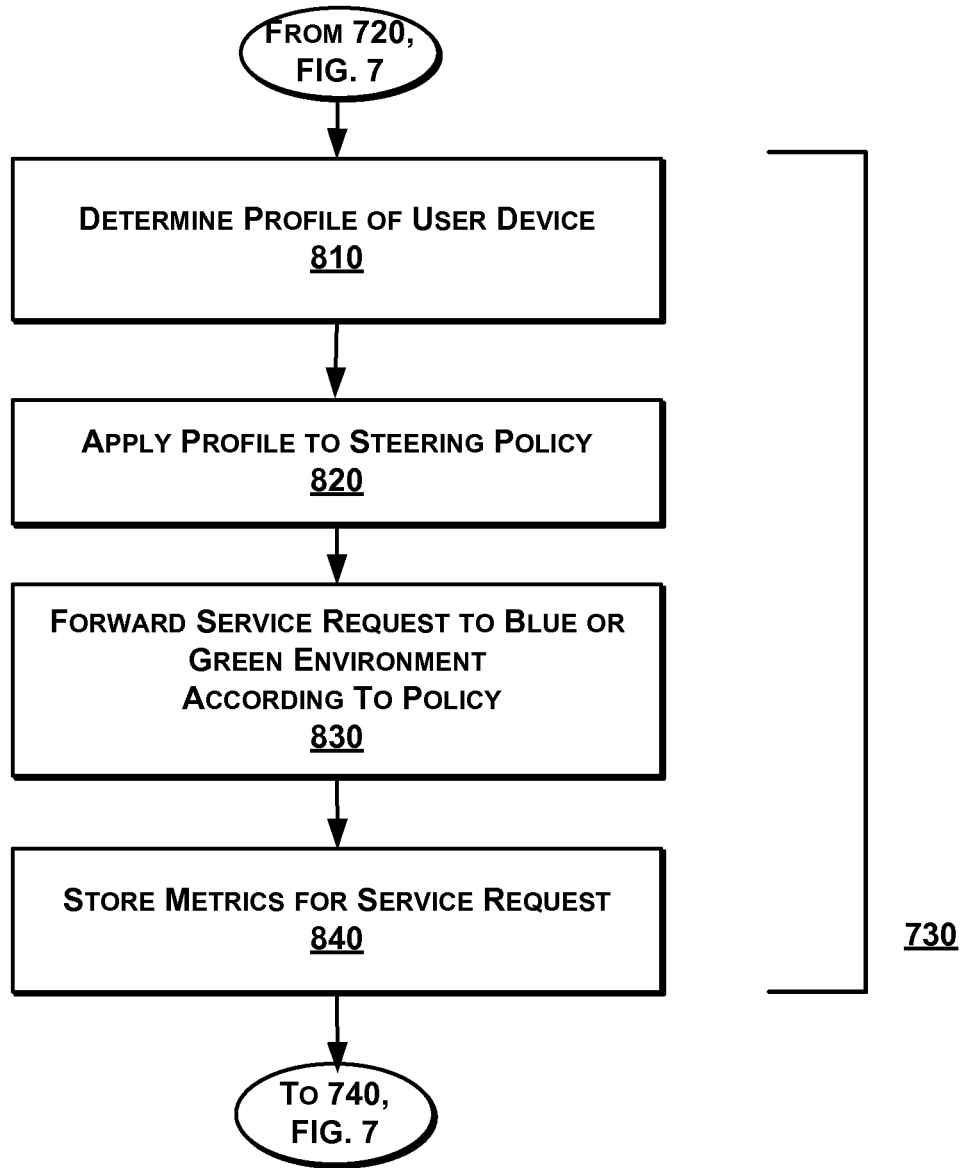 From 720,
FIG. 7
Determine Profile of User Device
810
Apply Profile to Steering Policy
820
Forward Service Request to Blue or
Green Environment
According To Policy
830
Store Metrics for Service Request
840
730
To 740,
FIG. 7